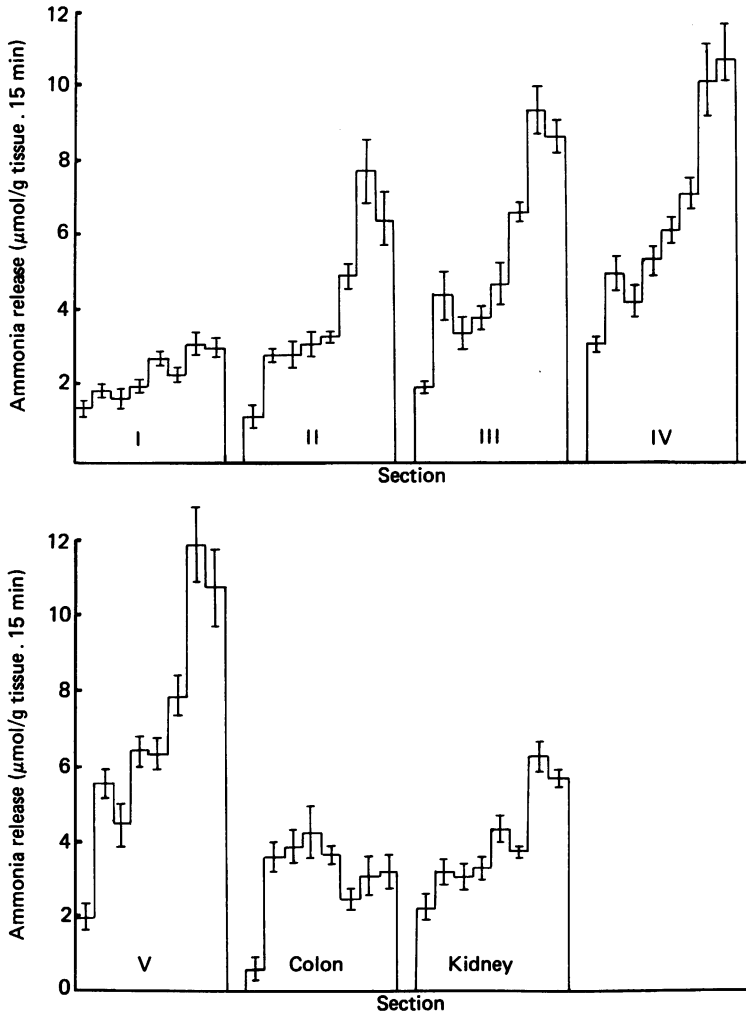 Ammonia release (μmol/g tissue . 15 min)
12
10
8
6
4
2
I
II
III
IV
Section
Ammonia release (μmol/g tissue . 15 min)
12
10
8
6
4
2
0
V
Colon
Kidney
Section